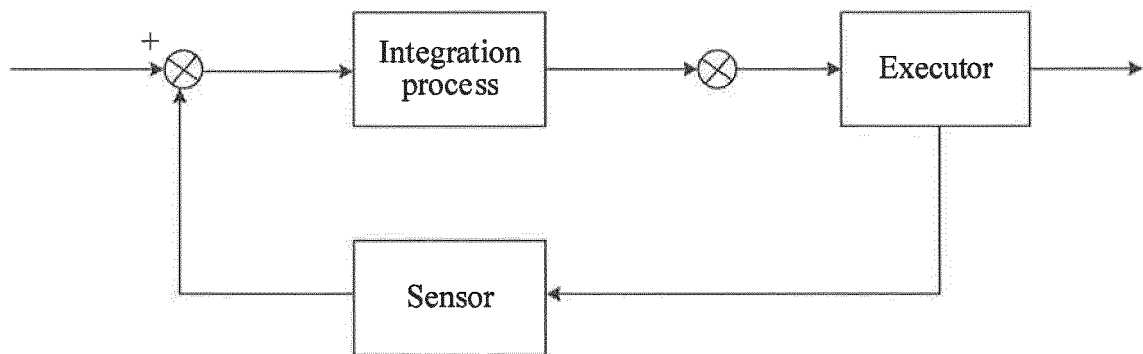 +
Integration
process
Executor
Sensor